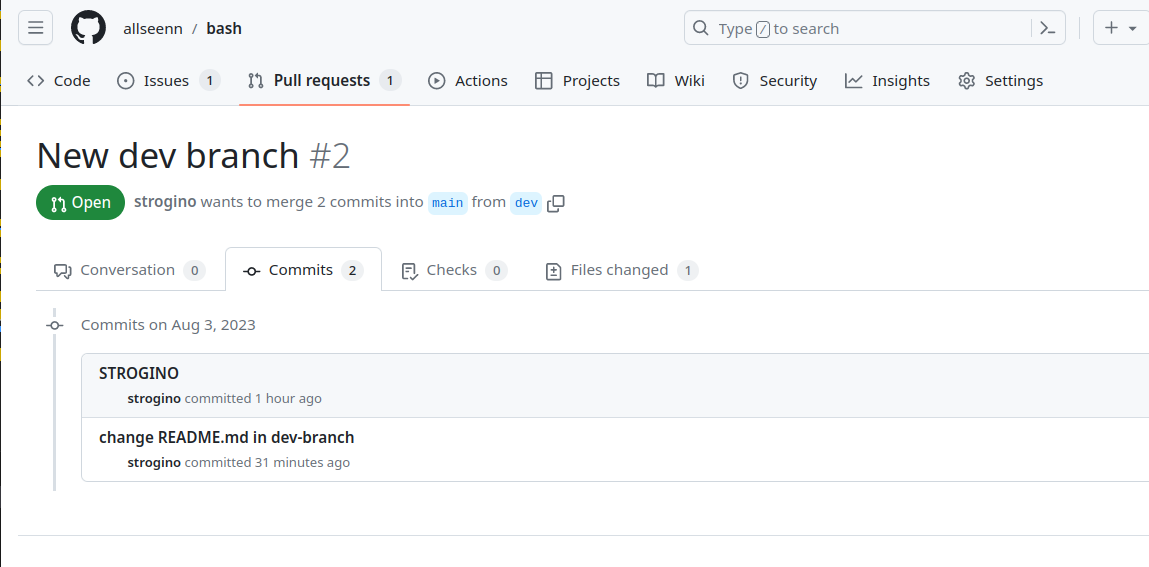 allseenn / bash
Type / to search
Code Issues 1 Pull requests 1 Actions Projects Wiki Security Insights Settings
New dev branch #2
Open strogino wants to merge 2 commits into main from dev
Conversation 0 Commits 2 Checks 0 Files changed 1
Commits on Aug 3, 2023
STROGINO
strogino committed 1 hour ago
change README.md in dev-branch
strogino committed 31 minutes ago